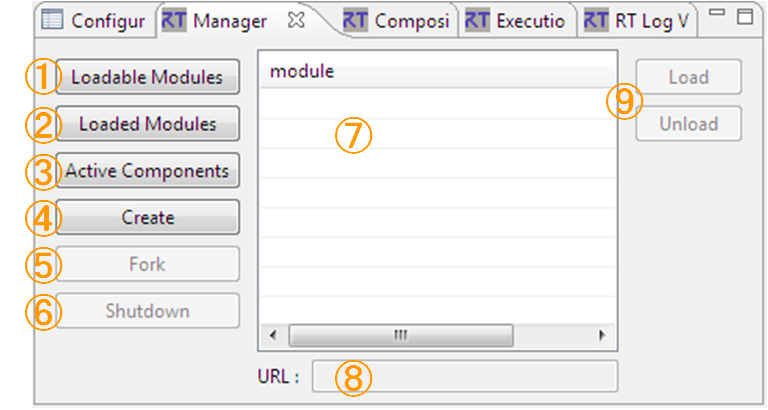 Configur RT Manager RT Composi RT Executio RT RT Log V
① Loadable Modules
② Loaded Modules
③ Active Components
④ Create
⑤ Fork
⑥ Shutdown
module
⑦
URL : ⑧
⑨
Load
Unload